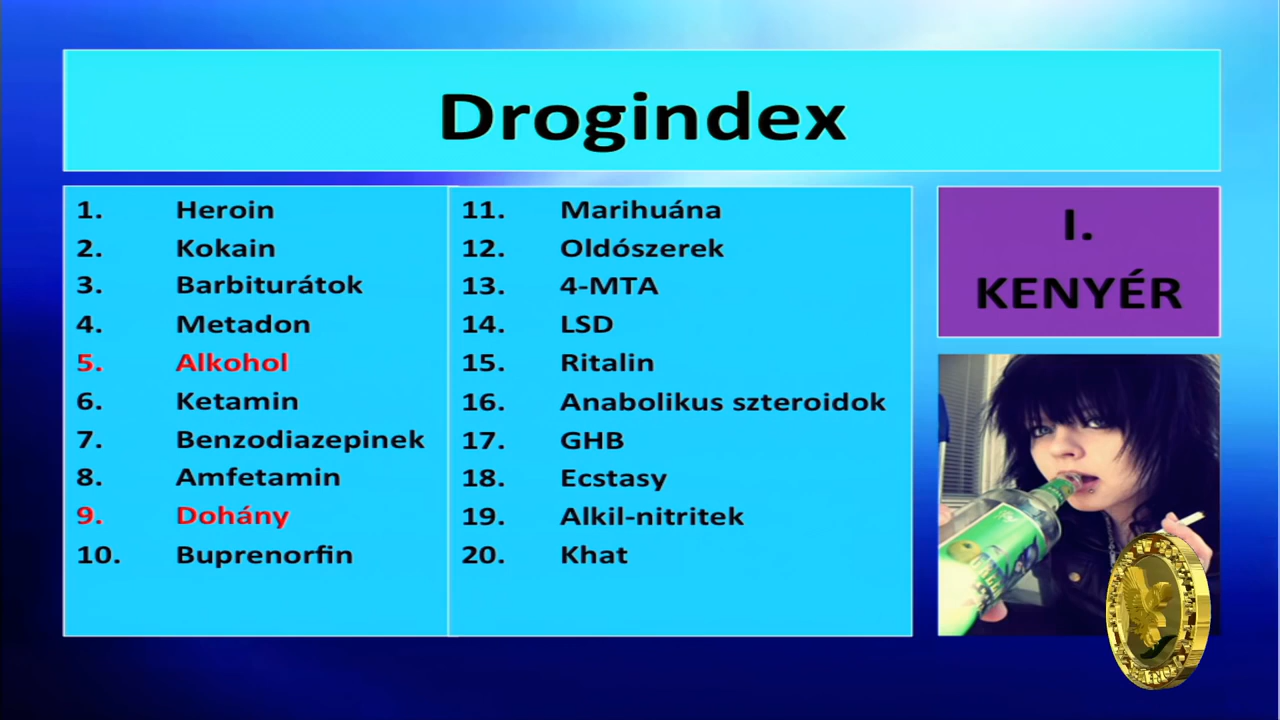 Drogindex
1. Heroin
2. Kokain
3. Barbiturátok
4. Metadon
5. Alkohol
6. Ketamin
7. Benzodiazepinek
8. Amfetamin
9. Dohány
10. Buprenorfin
11. Marihuána
12. Oldószerek
13. 4-MTA
14. LSD
15. Ritalin
16. Anabolikus szteroidok
17. GHB
18. Ecstasy
19. Alkil-nitritek
20. Khat
I.
KENYÉR